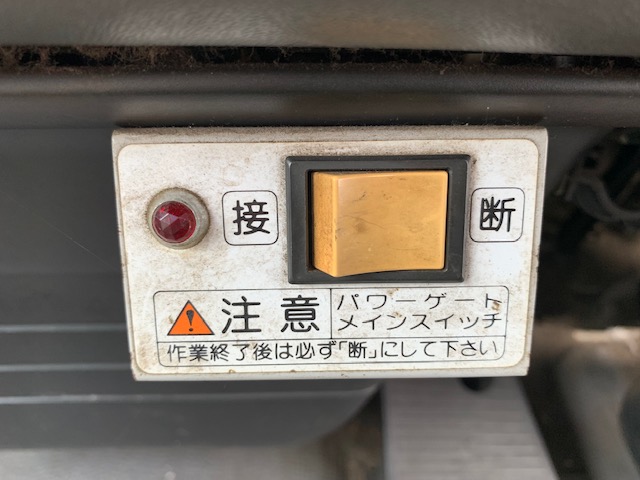 接
断
注意
パワーゲート
メインスイッチ
作業終了後は必ず「断」にして下さい